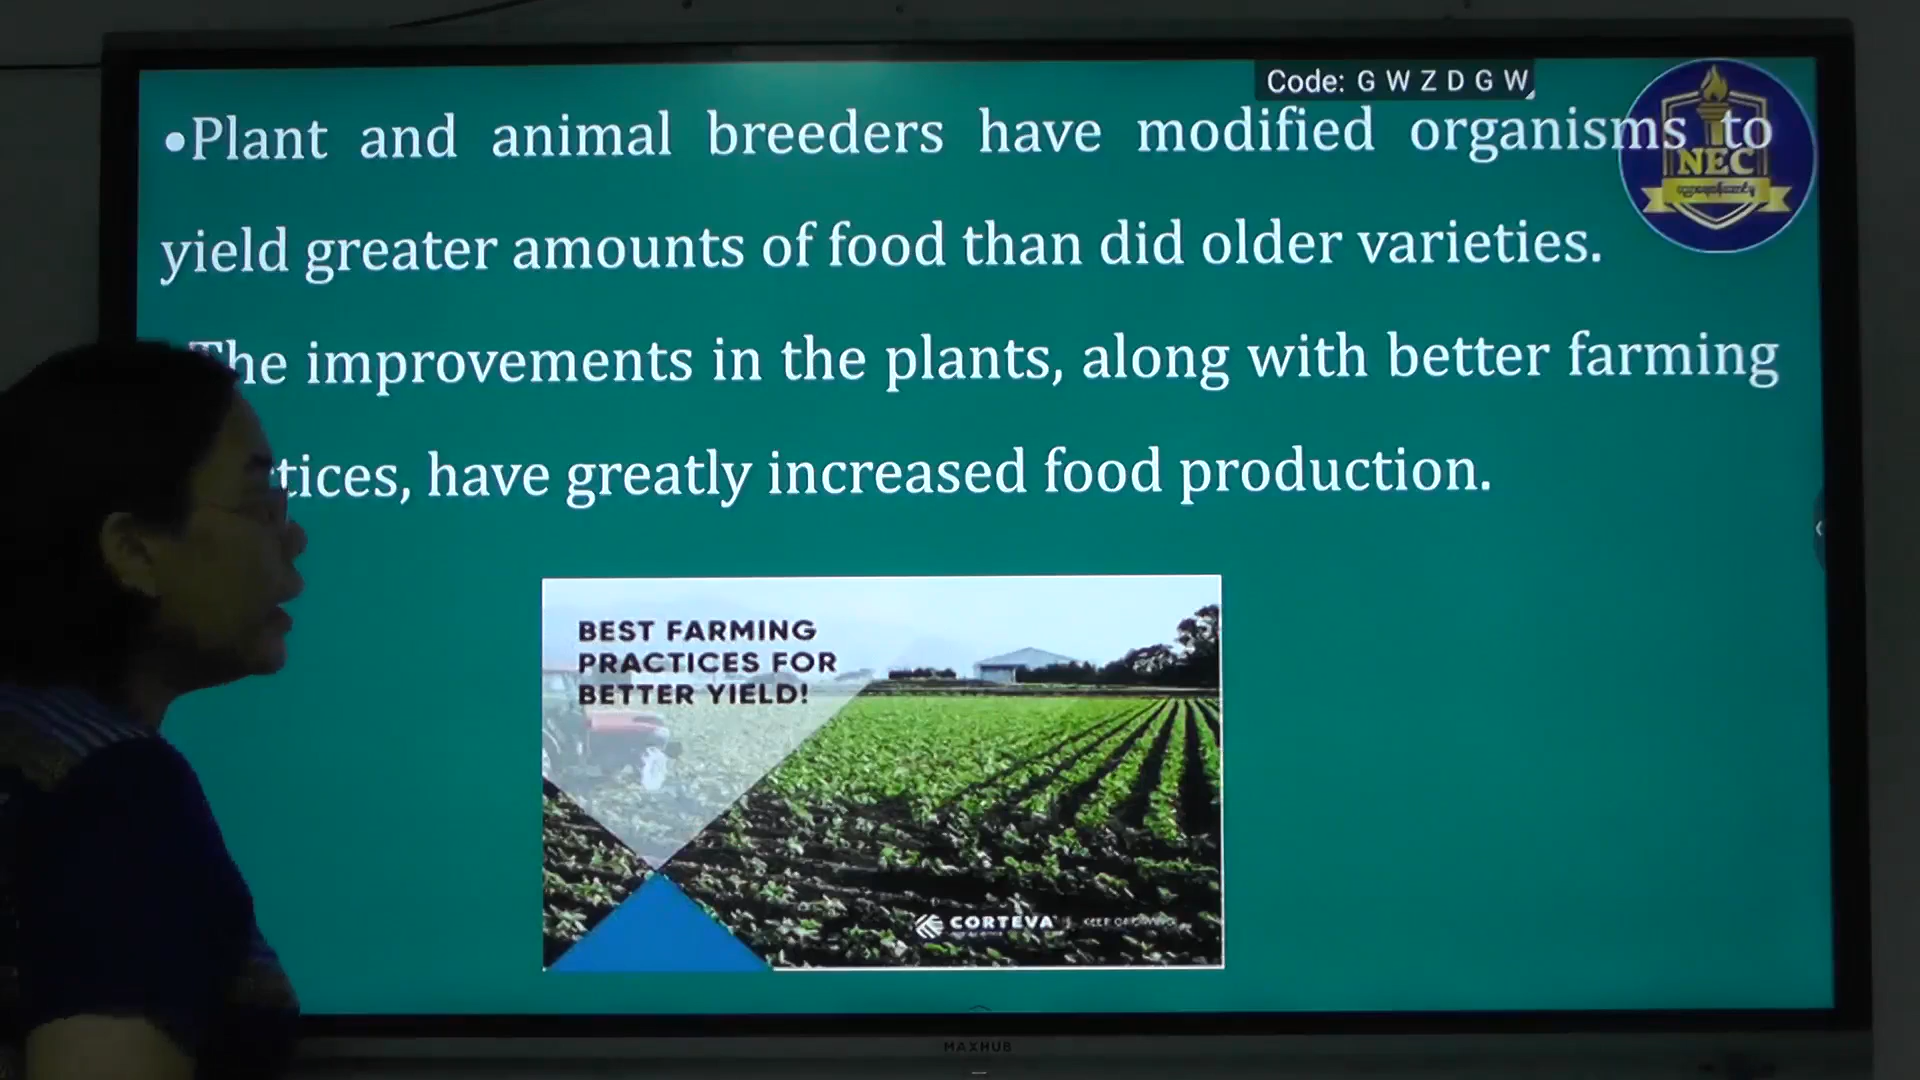 Code: G W Z D G W
•Plant and animal breeders have modified organisms to
yield greater amounts of food than did older varieties.
The improvements in the plants, along with better farming
tices, have greatly increased food production.
NEC
BEST FARMING
PRACTICES FOR
BETTER YIELD!
CORTEVA
MAXHUB